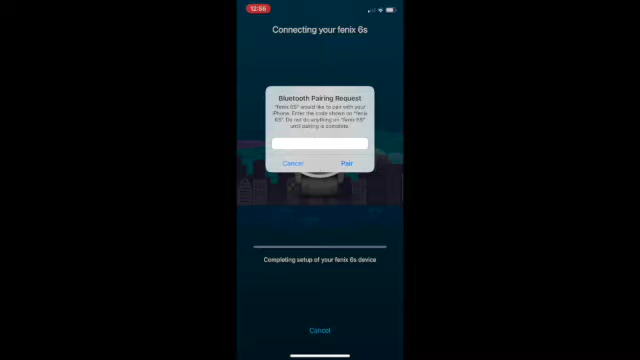 12:56
Connecting your fenix 6s
Bluetooth Pairing Request
"fenix 6S" would like to pair with your
iPhone. Enter the code shown on "fenix
6S". Do not do anything on "fenix 6S"
until pairing is complete.
Cancel Pair
Completing setup of your fenix 6s device
Cancel